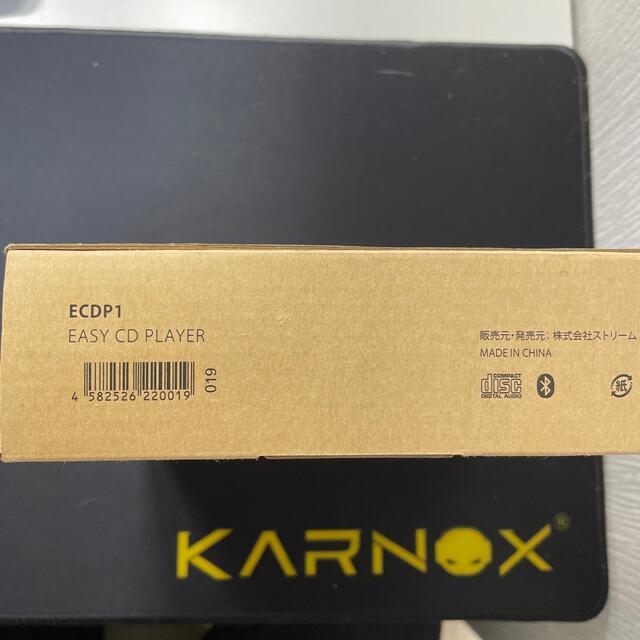 ECDP1
EASY CD PLAYER
4 582526 220019
019
販売元・発売元: 株式会社ストリーム
MADE IN CHINA
COMPACT
disc
DIGITAL AUDIO
紙
KARNOX®